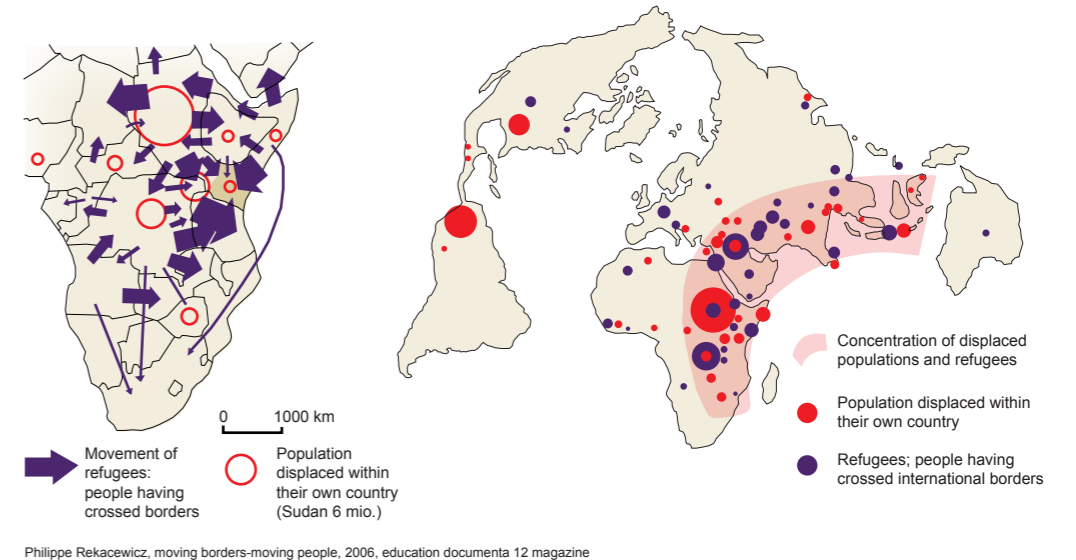 0 1000 km
Movement of
refugees:
people having
crossed borders
Population
displaced within
their own country
(Sudan 6 mio.)
Concentration of displaced
populations and refugees
Population displaced within
their own country
Refugees; people having
crossed international borders
Philippe Rekacewicz, moving borders-moving people, 2006, education documenta 12 magazine